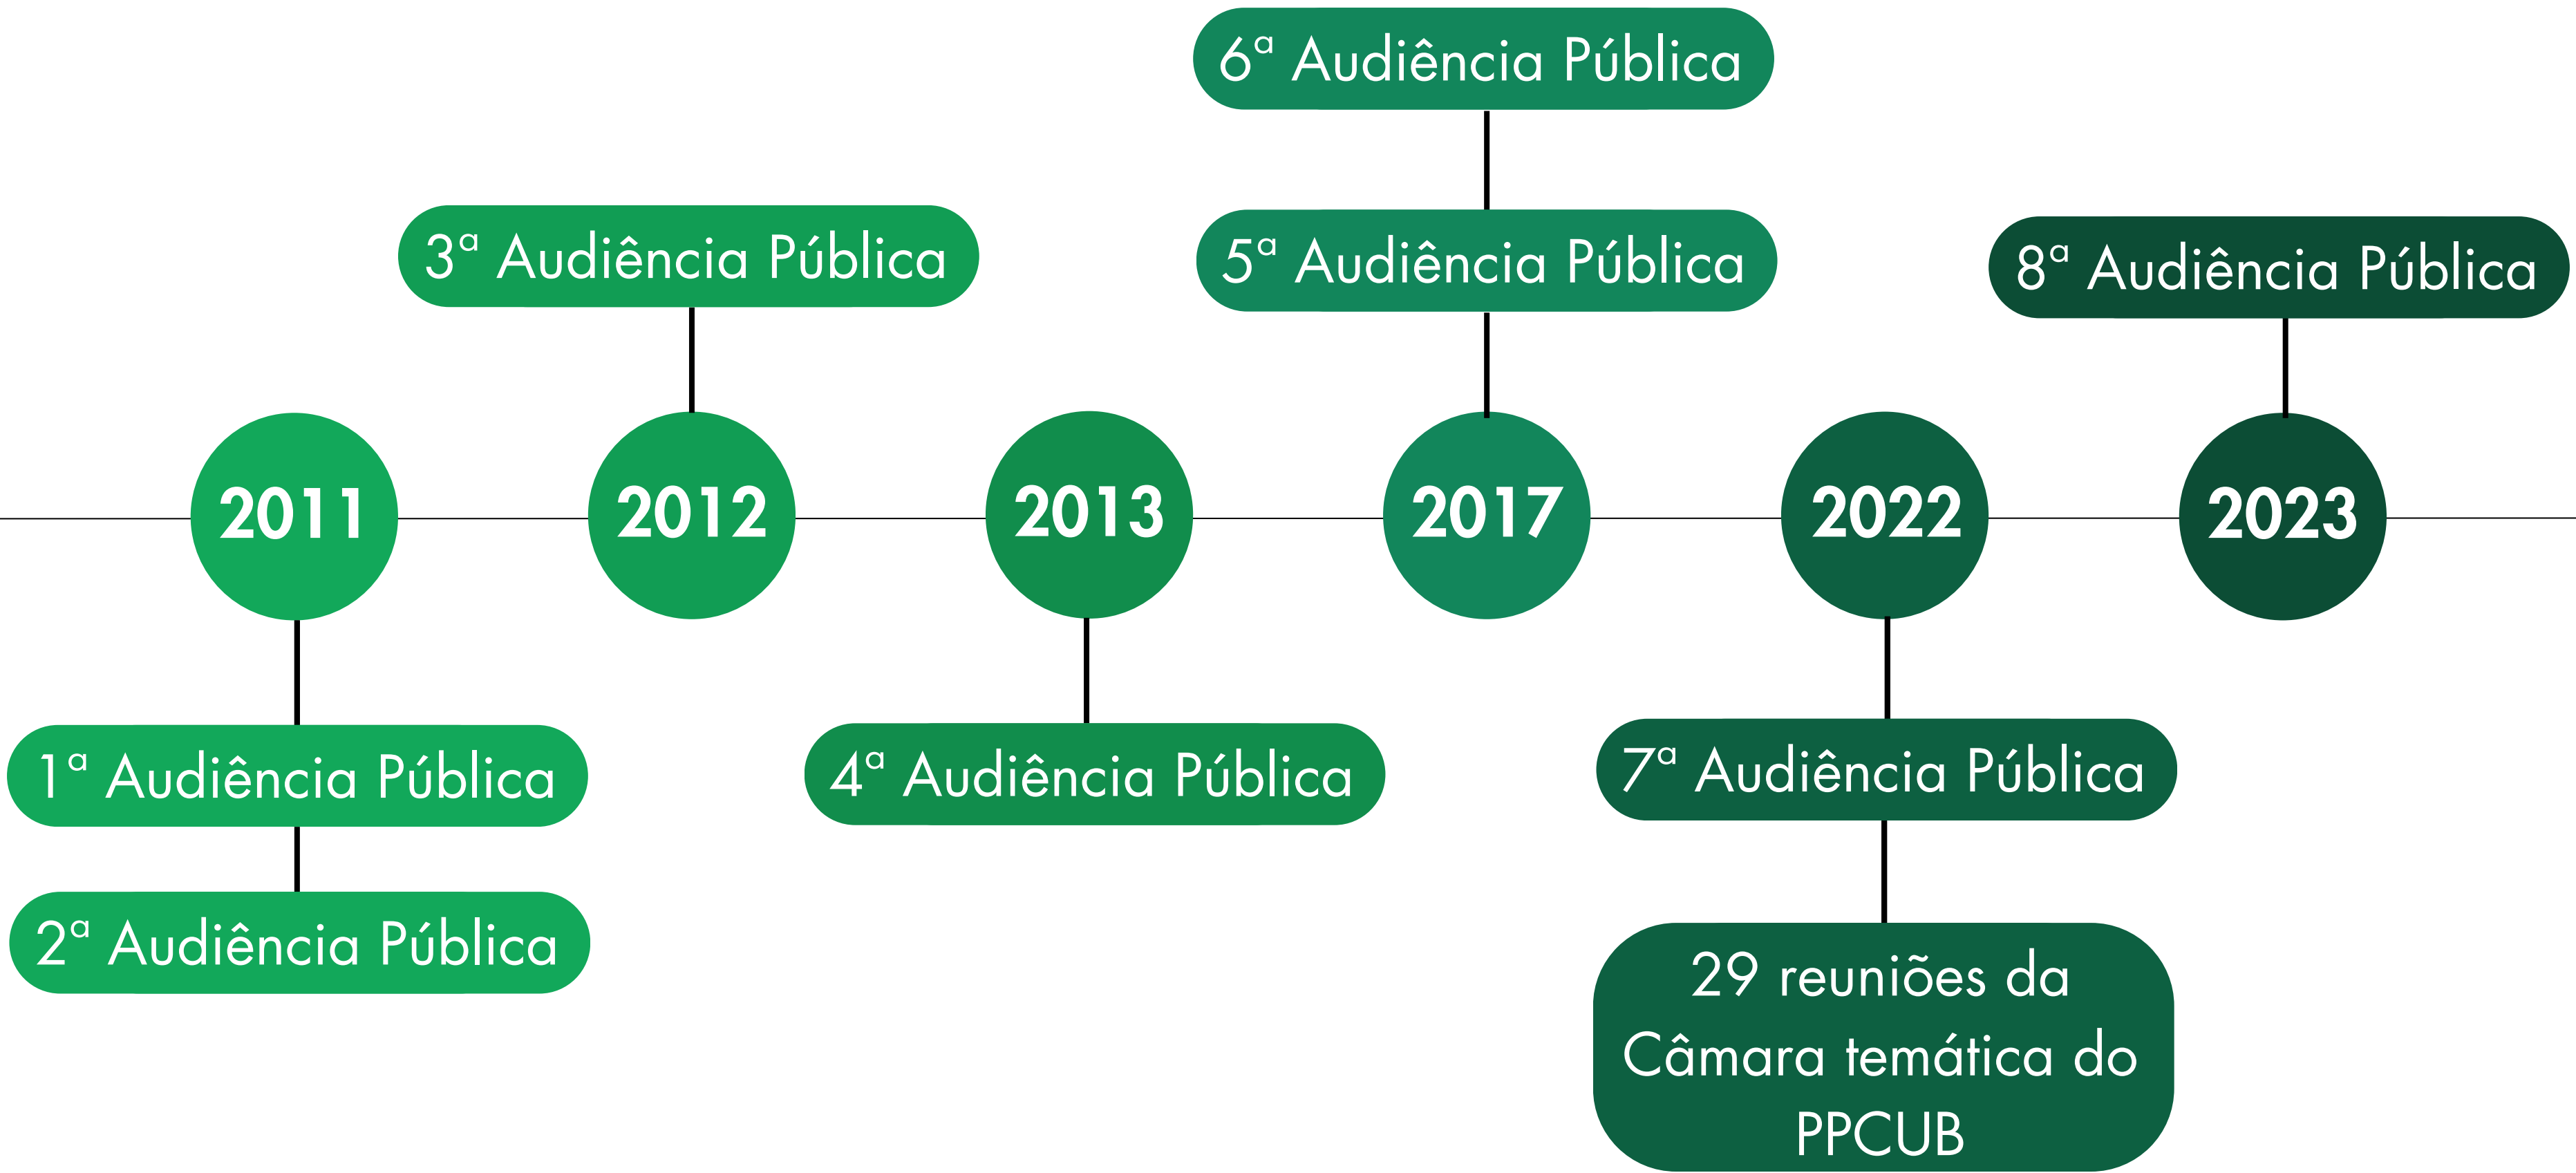 6ª Audiência Pública
3ª Audiência Pública
5ª Audiência Pública
8ª Audiência Pública
2011
2012
2013
2017
2022
2023
1ª Audiência Pública
4ª Audiência Pública
7ª Audiência Pública
2ª Audiência Pública
29 reuniões da
Câmara temática do
PPCUB